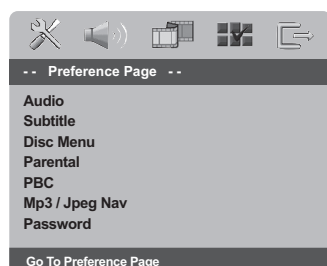 - - Preference Page - -
Audio
Subtitle
Disc Menu
Parental
PBC
Mp3 / Jpeg Nav
Password
Go To Preference Page